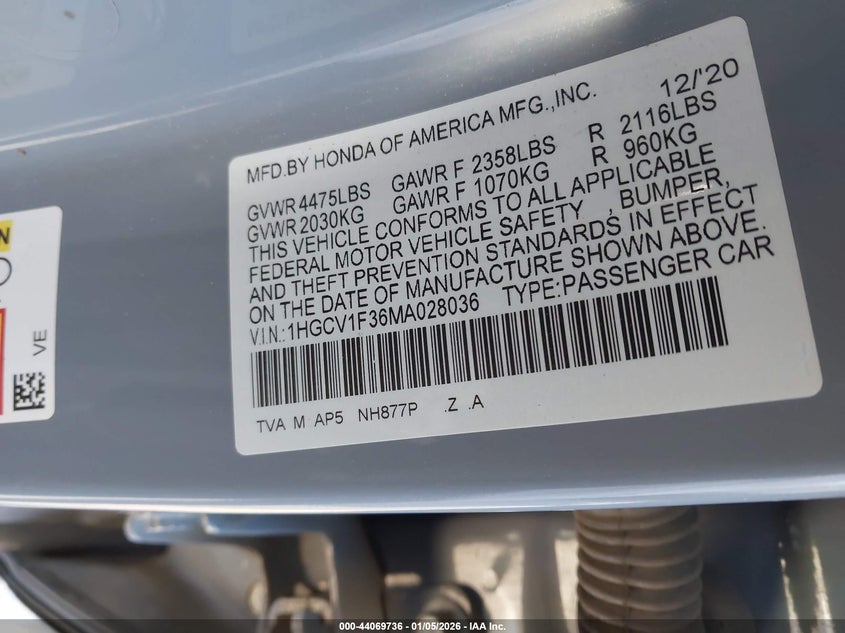 12/'20
MFD.BY HONDA OF AMERICA MFG.,INC.
GVWR 4475LBS GAWR F 2358LBS R 2116LBS
GVWR 2030KG GAWR F 1070KG R 960KG
THIS VEHICLE CONFORMS TO ALL APPLICABLE
FEDERAL MOTOR VEHICLE SAFETY , BUMPER,
AND THEFT PREVENTION STANDARDS IN EFFECT
ON THE DATE OF MANUFACTURE SHOWN ABOVE.
V.I.N.:1HGCV1F36MA028036 TYPE:PASSENGER CAR
TVA M AP5 NH877P .Z .A
VE
000-44069736 - 01/05/2026 - IAA Inc.